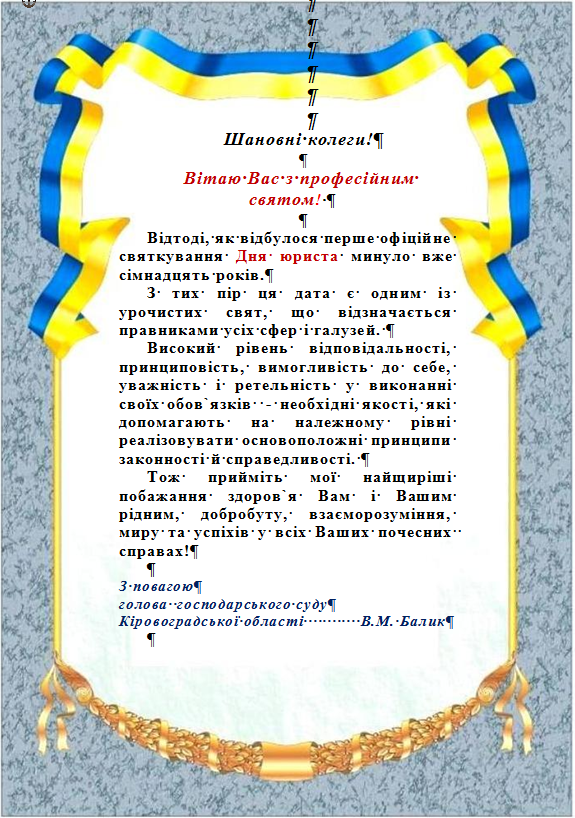 Шановні колеги!
Вітаю Вас з професійним
святом!
Відтоді, як відбулося перше офіційне
святкування Дня юриста минуло вже
сімнадцять років.
З тих пір ця дата є одним із
урочистих свят, що відзначається
правниками усіх сфер і галузей.
Високий рівень відповідальності,
принциповість, вимогливість до себе,
уважність і ретельність у виконанні
своїх обов`язків - необхідні якості, які
допомагають на належному рівні
реалізовувати основоположні принципи
законності й справедливості.
Тож прийміть мої найщиріші
побажання здоров`я Вам і Вашим
рідним, добробуту, взаєморозуміння,
миру та успіхів у всіх Ваших почесних
справах!
З повагою
голова господарського суду
Кіровоградської області В.М. Балик